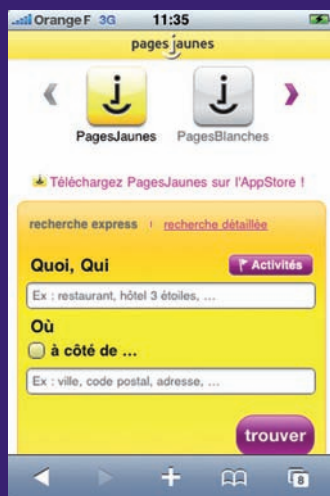 Orange F 3G 11:35
pages jaunes
PagesJaunes PagesBlanches
Téléchargez PagesJaunes sur l'AppStore !
recherche express recherche détaillée
Quoi, Qui
Activités
Ex : restaurant, hôtel 3 étoiles, ...
Où
à côté de ...
Ex : ville, code postal, adresse, ...
trouver
8